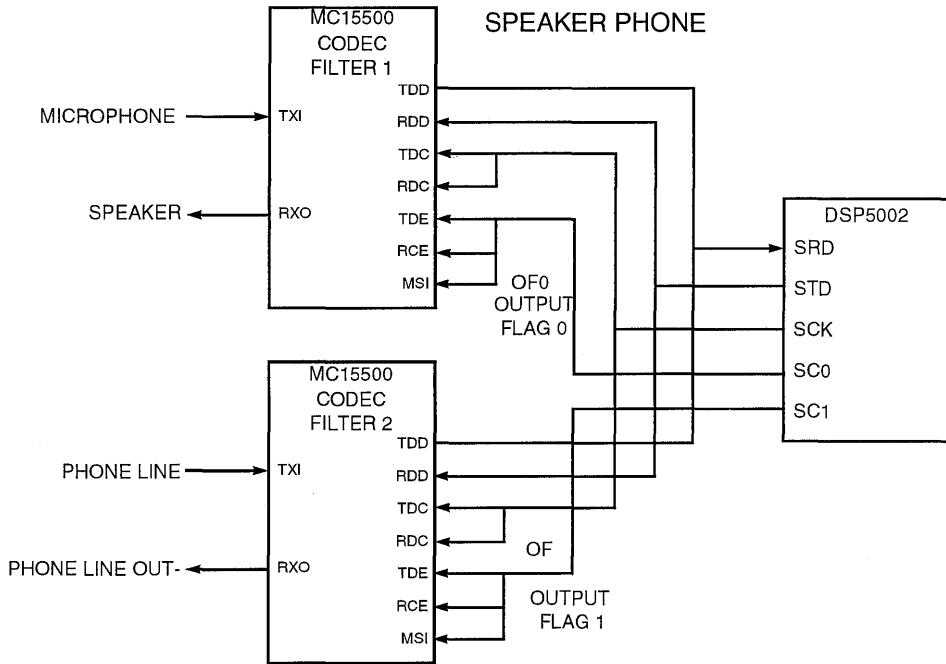 SPEAKER PHONE
MC15500
CODEC
FILTER 1
MICROPHONE
SPEAKER
TXI
RXO
TDD
RDD
TDC
RDC
TDE
RCE
MSI
OF0
OUTPUT
FLAG 0
DSP5002
SRD
STD
SCK
SC0
SC1
MC15500
CODEC
FILTER 2
PHONE LINE
PHONE LINE OUT-
TXI
RXO
TDD
RDD
TDC
RDC
TDE
RCE
MSI
OF
OUTPUT
FLAG 1